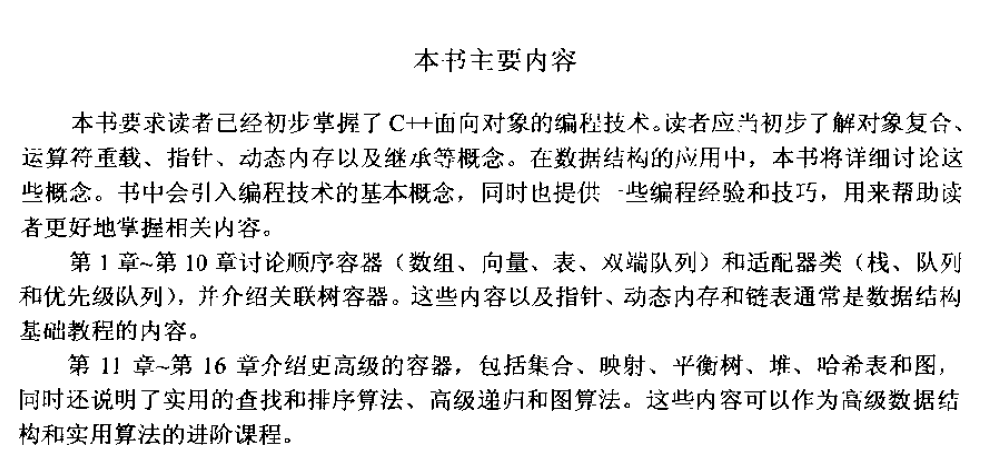 本书主要内容
本书要求读者已经初步掌握了C++面向对象的编程技术。读者应当初步了解对象复合、
运算符重载、指针、动态内存以及继承等概念。在数据结构的应用中，本书将详细讨论这
些概念。书中会引入编程技术的基本概念，同时也提供一些编程经验和技巧，用来帮助读
者更好地掌握相关内容。
第1章~第10章讨论顺序容器（数组、向量、表、双端队列）和适配器类（栈、队列
和优先级队列），并介绍关联树容器。这些内容以及指针、动态内存和链表通常是数据结构
基础教程的内容。
第11章~第16章介绍更高级的容器，包括集合、映射、平衡树、堆、哈希表和图，
同时还说明了实用的查找和排序算法、高级递归和图算法。这些内容可以作为高级数据结
构和实用算法的进阶课程。